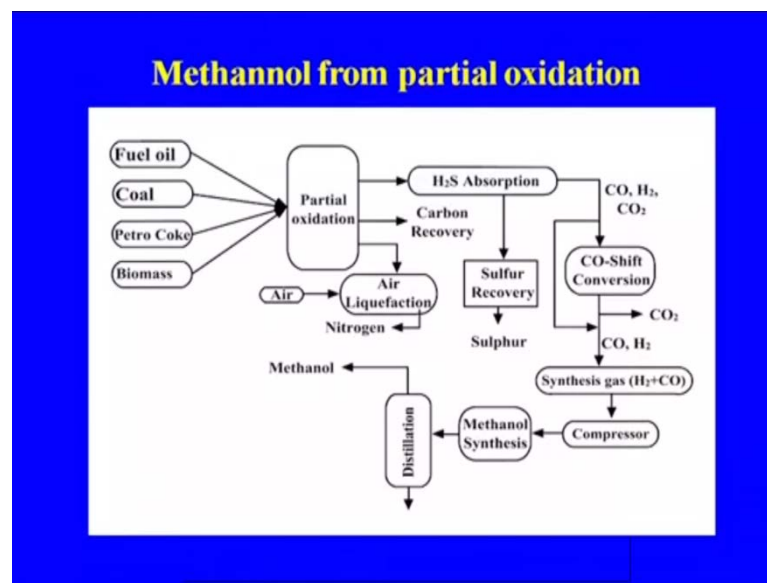 Methannol from partial oxidation
Fuel oil
Coal
Petro Coke
Biomass
Partial
oxidation
H₂S Absorption
CO, H₂,
CO₂
Carbon
Recovery
Air
Air
Liquefaction
Nitrogen
Sulfur
Recovery
Sulphur
CO-Shift
Conversion
CO₂
CO, H₂
Synthesis gas (H₂+CO)
Compressor
Methanol
Synthesis
Distillation
Methanol